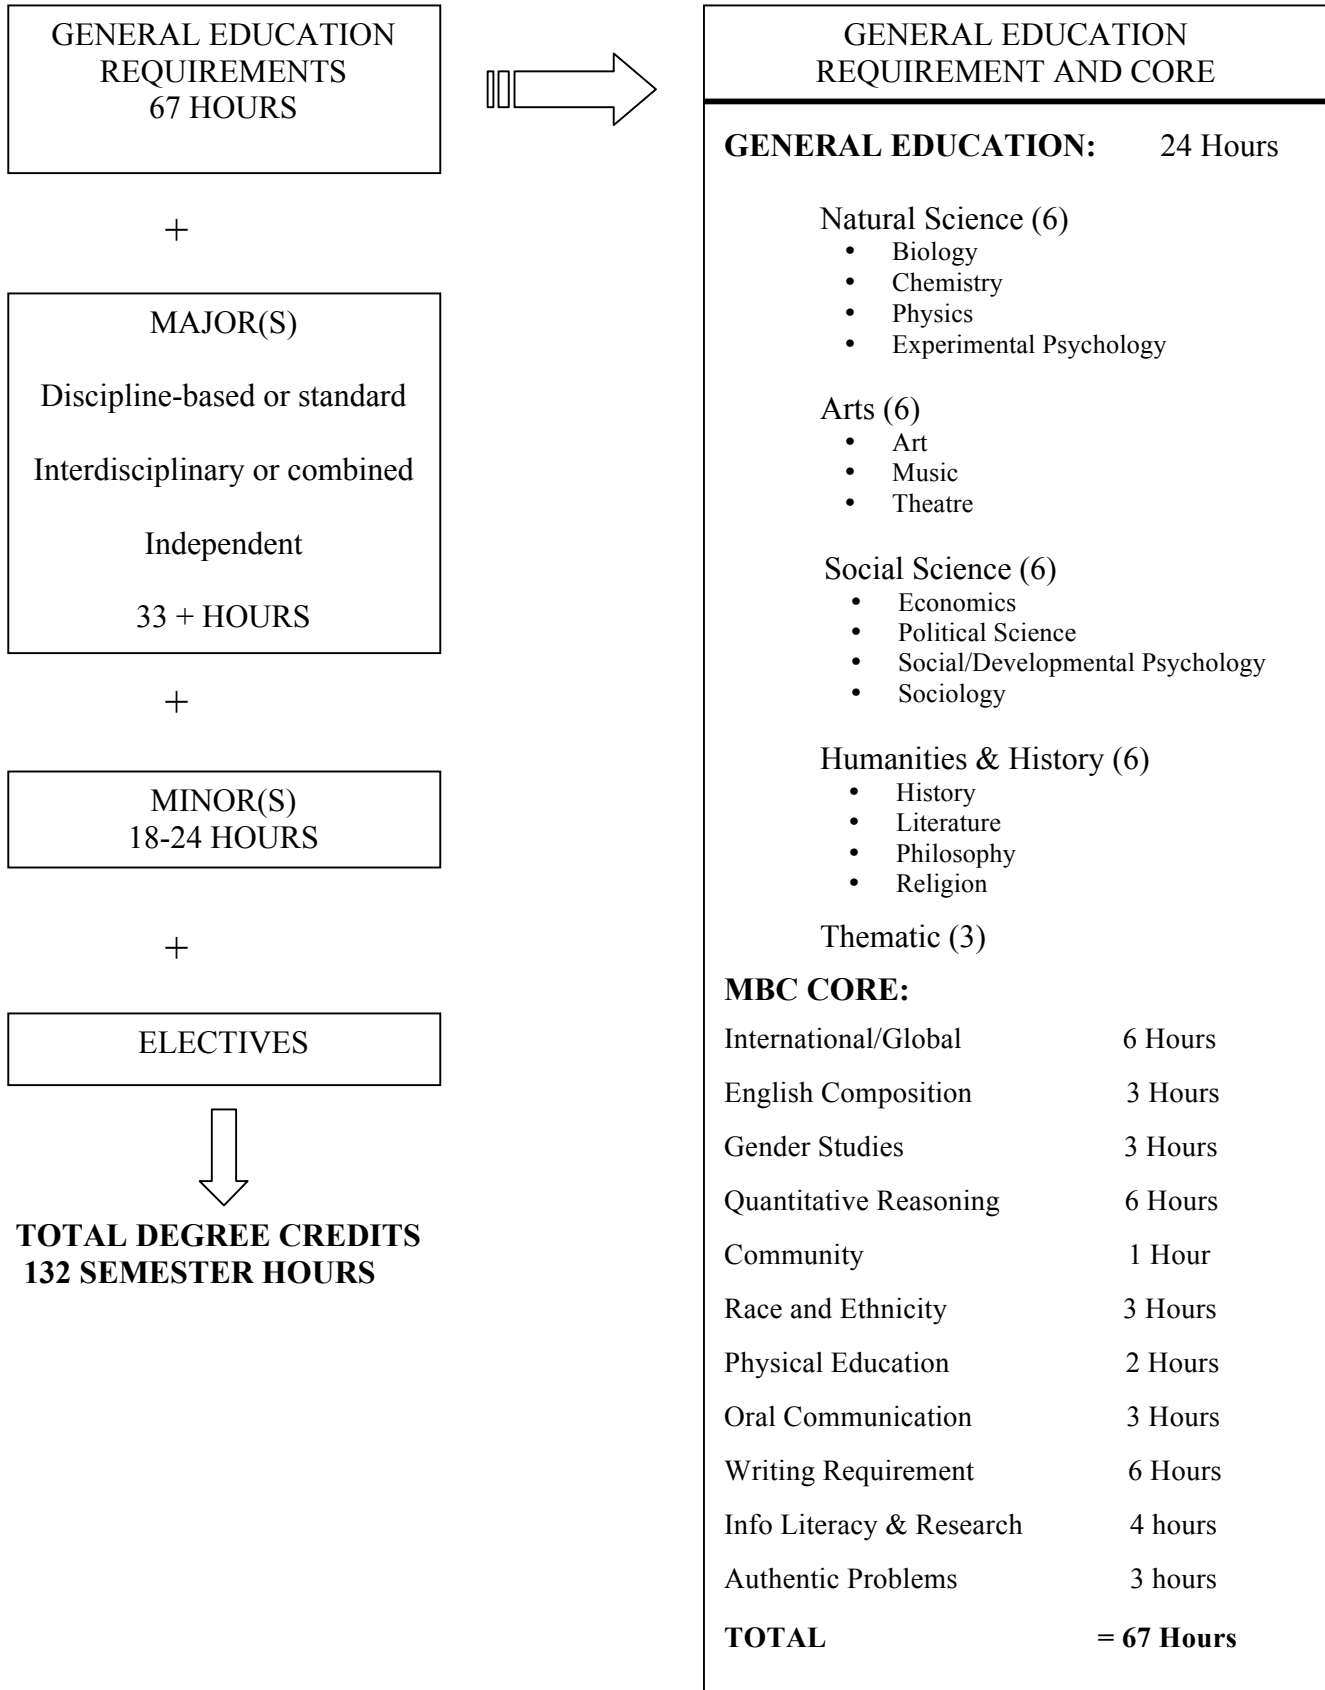 GENERAL EDUCATION
REQUIREMENTS
67 HOURS
+
MAJOR(S)
Discipline-based or standard
Interdisciplinary or combined
Independent
33 + HOURS
+
MINOR(S)
18-24 HOURS
+
ELECTIVES
TOTAL DEGREE CREDITS
132 SEMESTER HOURS
GENERAL EDUCATION
REQUIREMENT AND CORE
GENERAL EDUCATION: 24 Hours
Natural Science (6)
• Biology
• Chemistry
• Physics
• Experimental Psychology
Arts (6)
• Art
• Music
• Theatre
Social Science (6)
• Economics
• Political Science
• Social/Developmental Psychology
• Sociology
Humanities & History (6)
• History
• Literature
• Philosophy
• Religion
Thematic (3)
MBC CORE:
International/Global 6 Hours
English Composition 3 Hours
Gender Studies 3 Hours
Quantitative Reasoning 6 Hours
Community 1 Hour
Race and Ethnicity 3 Hours
Physical Education 2 Hours
Oral Communication 3 Hours
Writing Requirement 6 Hours
Info Literacy & Research 4 hours
Authentic Problems 3 hours
TOTAL = 67 Hours